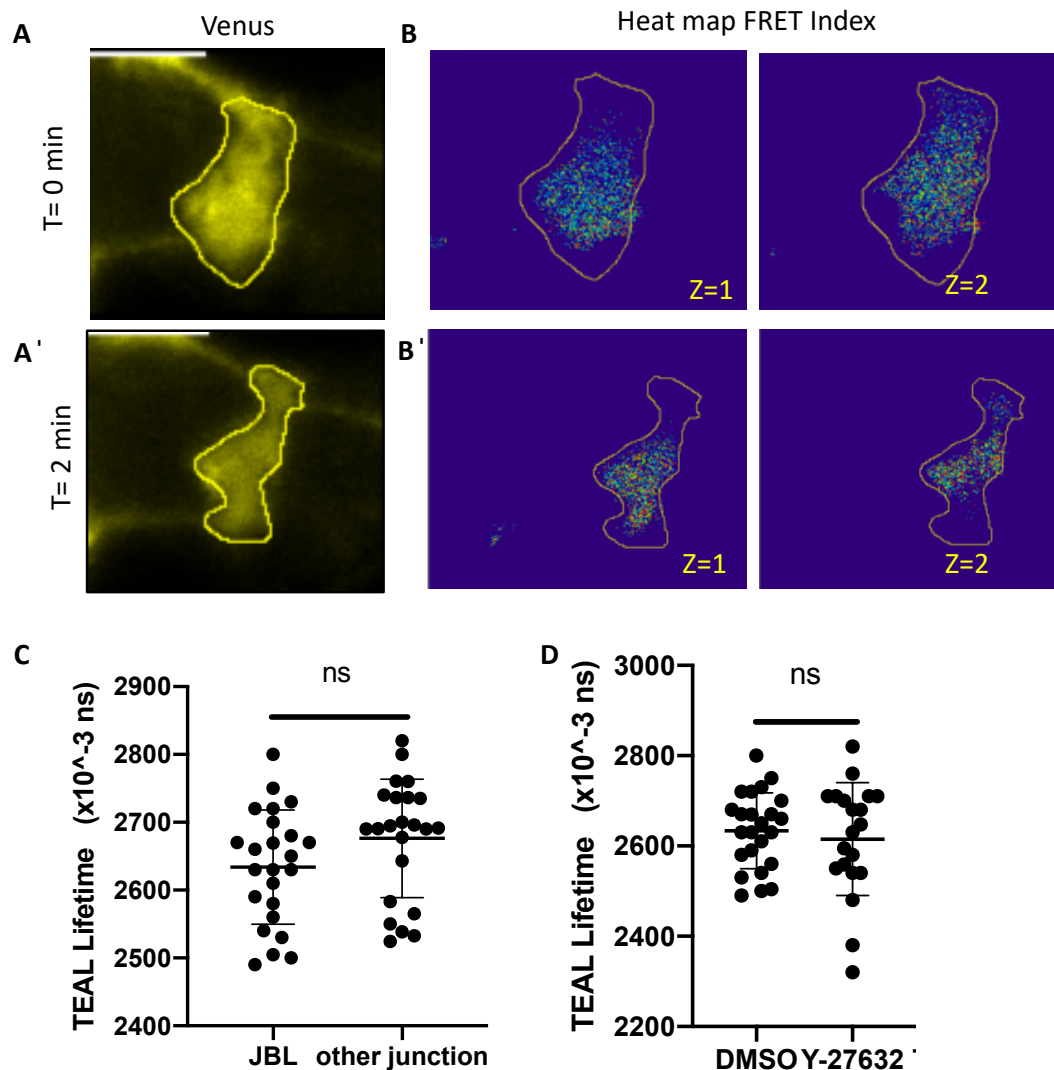 A
Venus
B
Heat map FRET Index
T= 0 min
Z=1
Z=2
A'
B'
T= 2 min
Z=1
Z=2
C
ns
TEAL Lifetime (x10^-3 ns)
2900
2800
2700
2600
2500
2400
JBL
other junction
D
ns
TEAL Lifetime (x10^-3 ns)
3000
2800
2600
2400
2200
DMSO
Y-27632